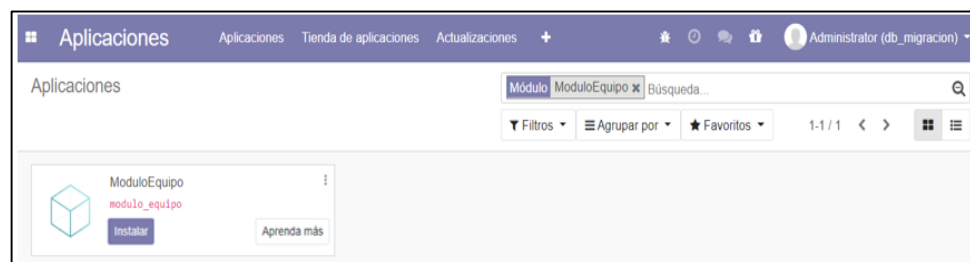 Aplicaciones Aplicaciones Tienda de aplicaciones Actualizaciones + Administrator (db_migracion)
Aplicaciones
Módulo ModuloEquipo x Búsqueda...
Filtros Agrupar por Favoritos 1-1 / 1
ModuloEquipo
modulo_equipo
Instalar Aprenda más